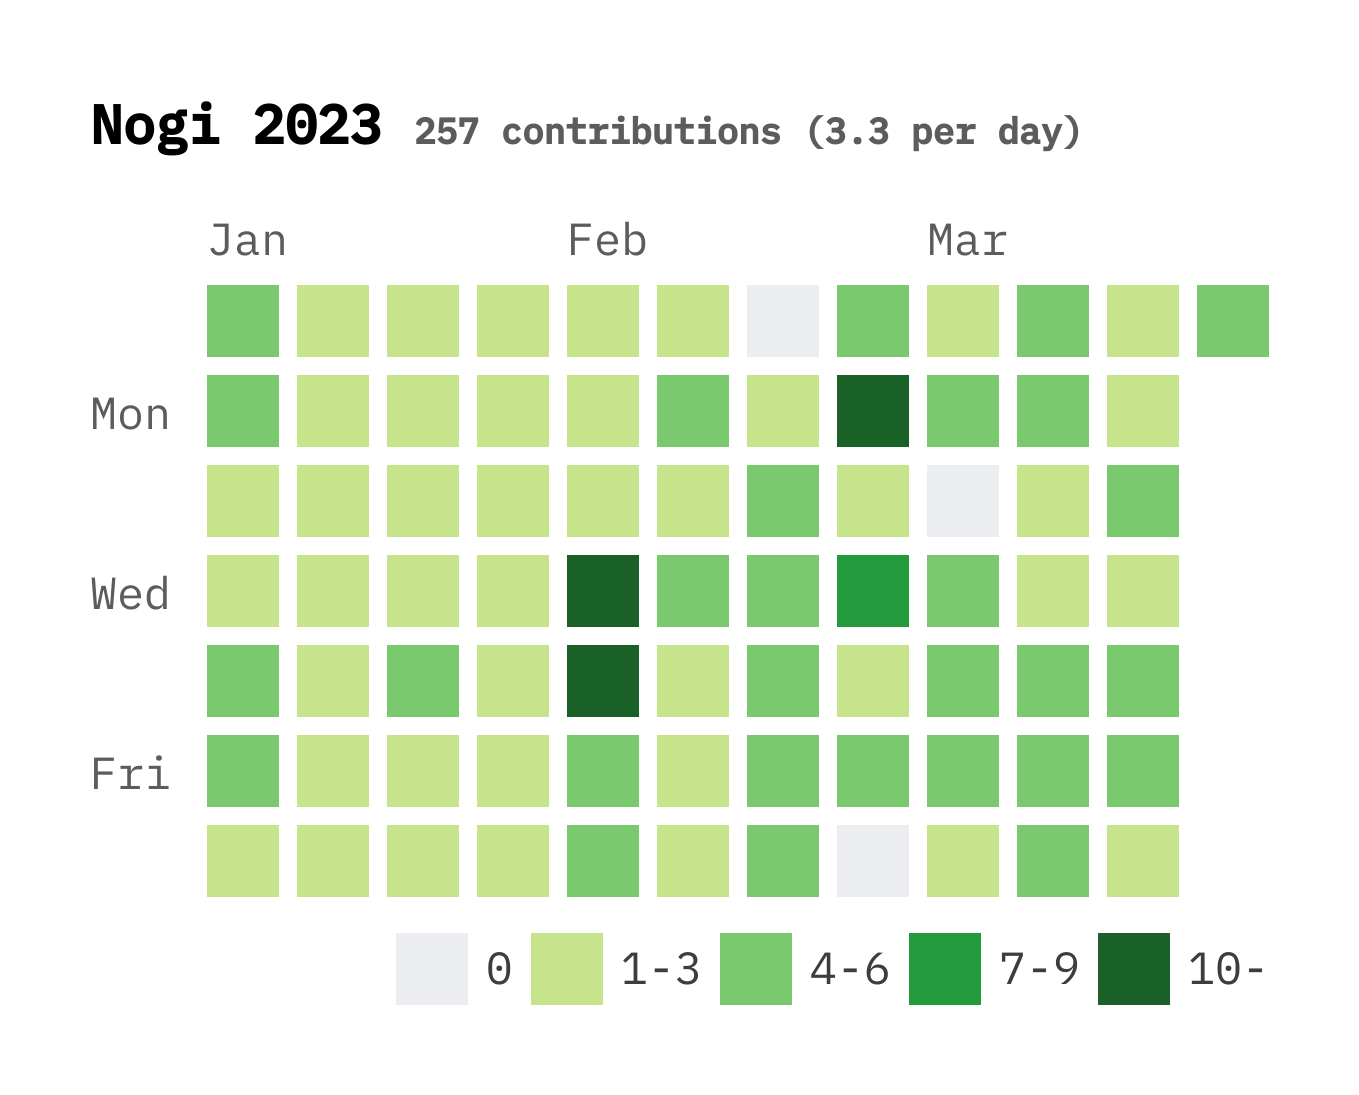 Nogi 2023 257 contributions (3.3 per day)
Jan Feb Mar
Mon
Wed
Fri
0 1-3 4-6 7-9 10-